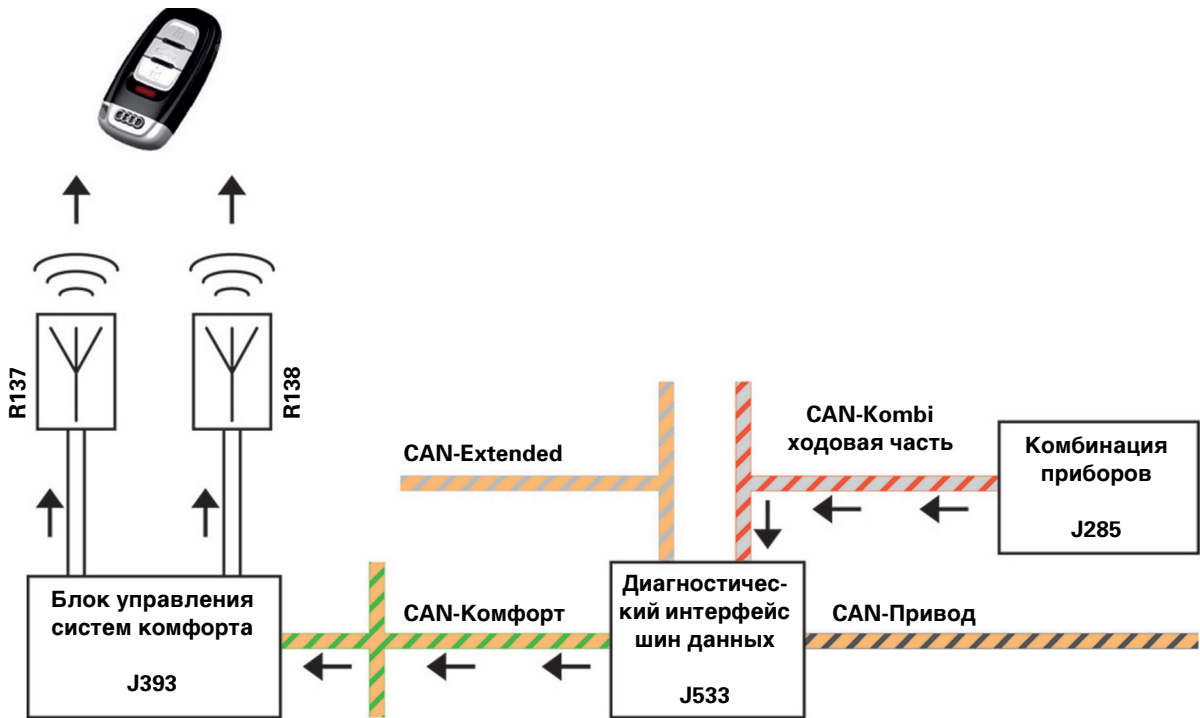 R137
R138
CAN-Extended
CAN-Kombi
ходовая часть
Комбинация
приборов
J285
Блок управления
систем комфорта
J393
CAN-Комфорт
Диагностичес-
кий интерфейс
шин данных
J533
CAN-Привод